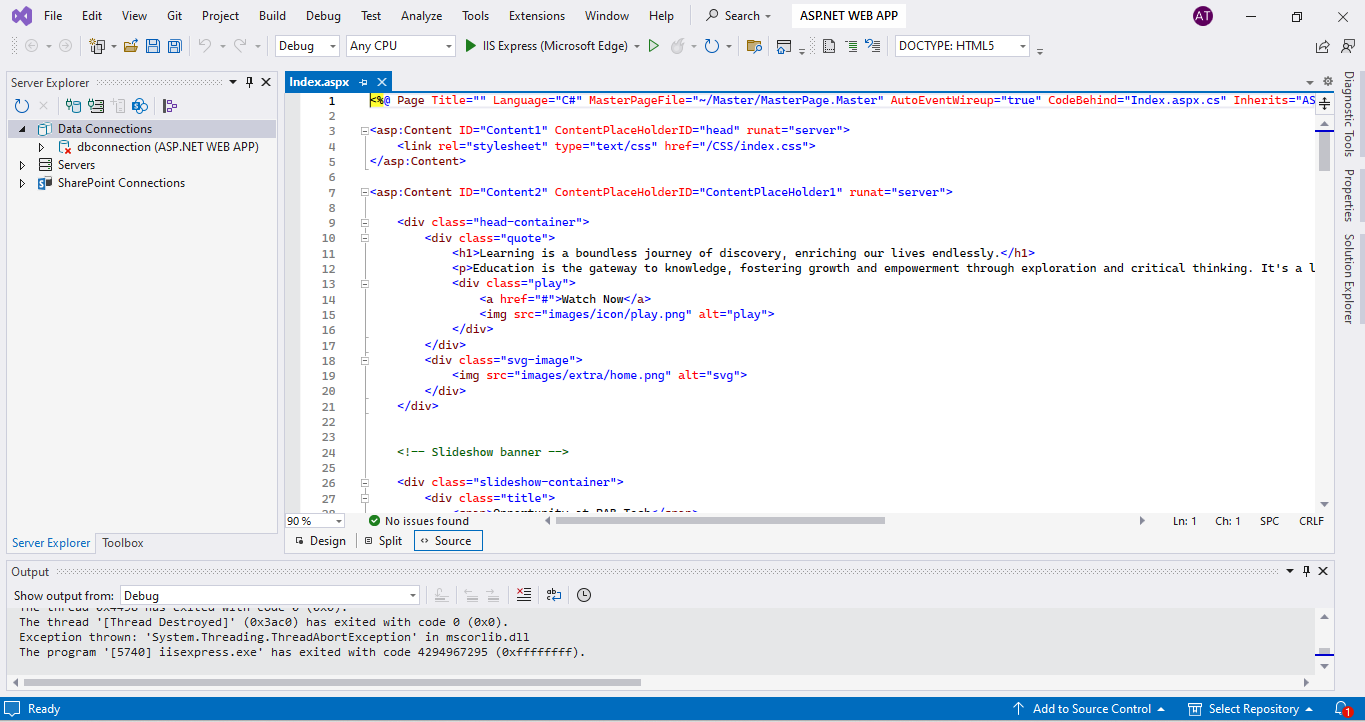 File Edit View Git Project Build Debug Test Analyze Tools Extensions Window Help Search ASP.NET WEB APP AT
Debug Any CPU IIS Express (Microsoft Edge) DOCTYPE: HTML5
Server Explorer
Data Connections
dbconnection (ASP.NET WEB APP)
Servers
SharePoint Connections
Server Explorer Toolbox
Index.aspx
1 <%@ Page Title="" Language="C#" MasterPageFile="~/Master/MasterPage.Master" AutoEventWireup="true" CodeBehind="Index.aspx.cs" Inherits="AS
2
3 <asp:Content ID="Content1" ContentPlaceHolderID="head" runat="server">
4 <link rel="stylesheet" type="text/css" href="/CSS/index.css">
5 </asp:Content>
6
7 <asp:Content ID="Content2" ContentPlaceHolderID="ContentPlaceHolder1" runat="server">
8
9 <div class="head-container">
10 <div class="quote">
11 <h1>Learning is a boundless journey of discovery, enriching our lives endlessly.</h1>
12 <p>Education is the gateway to knowledge, fostering growth and empowerment through exploration and critical thinking. It's a l
13 <div class="play">
14 <a href="#">Watch Now</a>
15 <img src="images/icon/play.png" alt="play">
16 </div>
17 </div>
18 <div class="svg-image">
19 <img src="images/extra/home.png" alt="svg">
20 </div>
21 </div>
22
23
24 <!-- Slideshow banner -->
25
26 <div class="slideshow-container">
27 <div class="title">
90 % No issues found Ln: 1 Ch: 1 SPC CRLF
Design Split Source
Diagnostic Tools
Properties
Solution Explorer
Output
Show output from: Debug
The thread 0x4498 has exited with code 0 (0x0).
The thread '[Thread Destroyed]' (0x3ac0) has exited with code 0 (0x0).
Exception thrown: 'System.Threading.ThreadAbortException' in mscorlib.dll
The program '[5740] iisexpress.exe' has exited with code 4294967295 (0xffffffff).
Ready Add to Source Control Select Repository 1